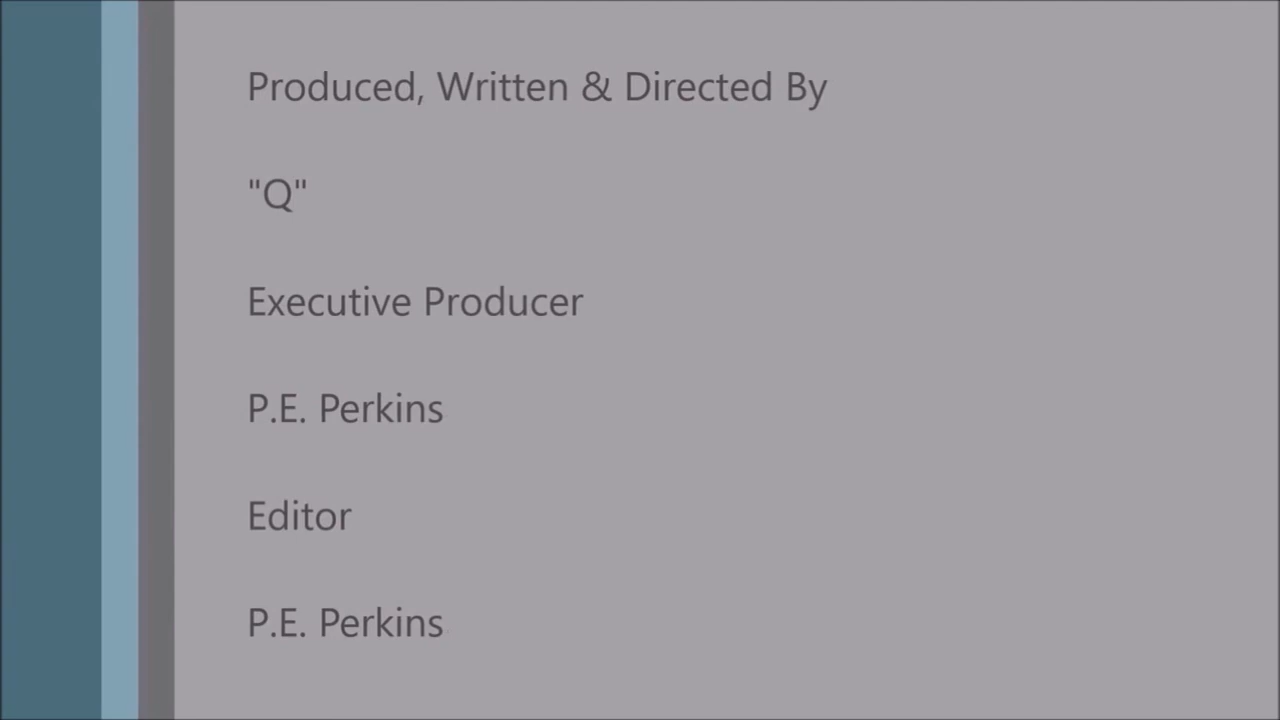 Produced, Written & Directed By
"Q"
Executive Producer
P.E. Perkins
Editor
P.E. Perkins